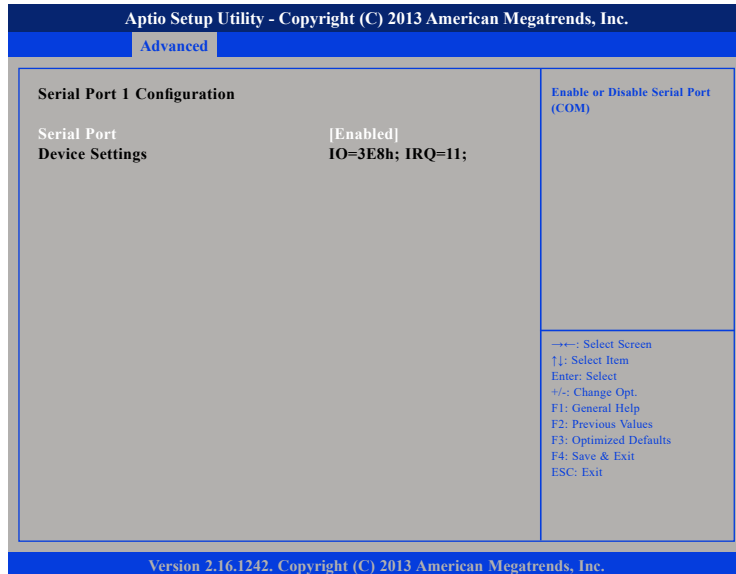 Aptio Setup Utility - Copyright (C) 2013 American Megatrends, Inc.
Advanced
Serial Port 1 Configuration
Serial Port [Enabled]
Device Settings IO=3E8h; IRQ=11;
Enable or Disable Serial Port
(COM)
→←: Select Screen
↑↓: Select Item
Enter: Select
+/-: Change Opt.
F1: General Help
F2: Previous Values
F3: Optimized Defaults
F4: Save & Exit
ESC: Exit
Version 2.16.1242. Copyright (C) 2013 American Megatrends, Inc.